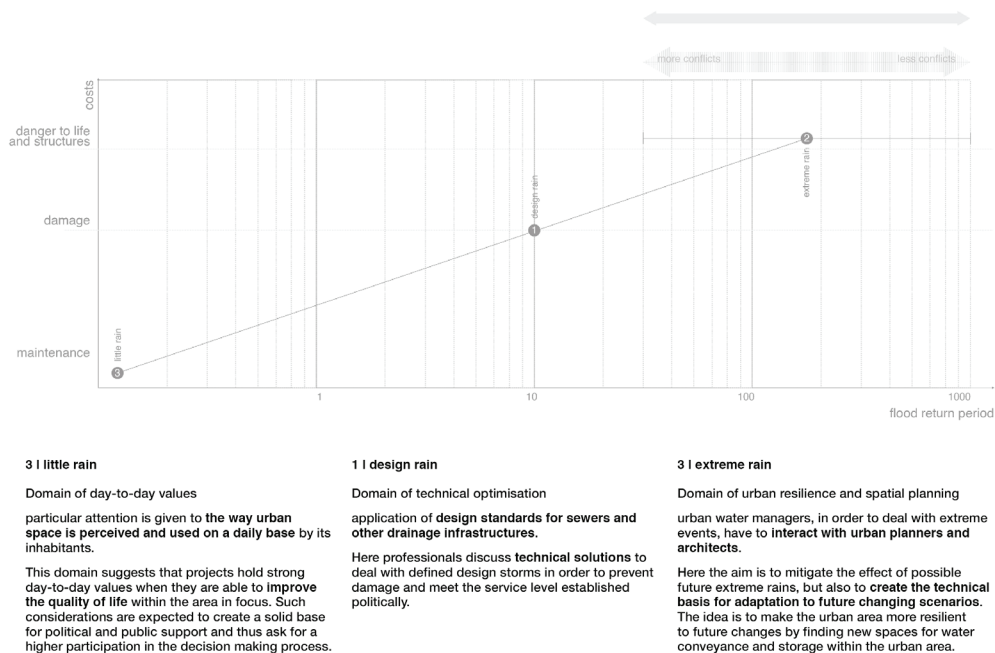 more conflicts
less conflicts
costs
danger to life
and structures
2
extreme rain
design rain
damage
1
little rain
maintenance
3
1
10
100
1000
flood return period
3 I little rain
Domain of day-to-day values
particular attention is given to the way urban
space is perceived and used on a daily base by its
inhabitants.
This domain suggests that projects hold strong
day-to-day values when they are able to improve
the quality of life within the area in focus. Such
considerations are expected to create a solid base
for political and public support and thus ask for a
higher participation in the decision making process.
1 I design rain
Domain of technical optimisation
application of design standards for sewers and
other drainage infrastructures.
Here professionals discuss technical solutions to
deal with defined design storms in order to prevent
damage and meet the service level established
politically.
3 I extreme rain
Domain of urban resilience and spatial planning
urban water managers, in order to deal with extreme
events, have to interact with urban planners and
architects.
Here the aim is to mitigate the effect of possible
future extreme rains, but also to create the technical
basis for adaptation to future changing scenarios.
The idea is to make the urban area more resilient
to future changes by finding new spaces for water
conveyance and storage within the urban area.